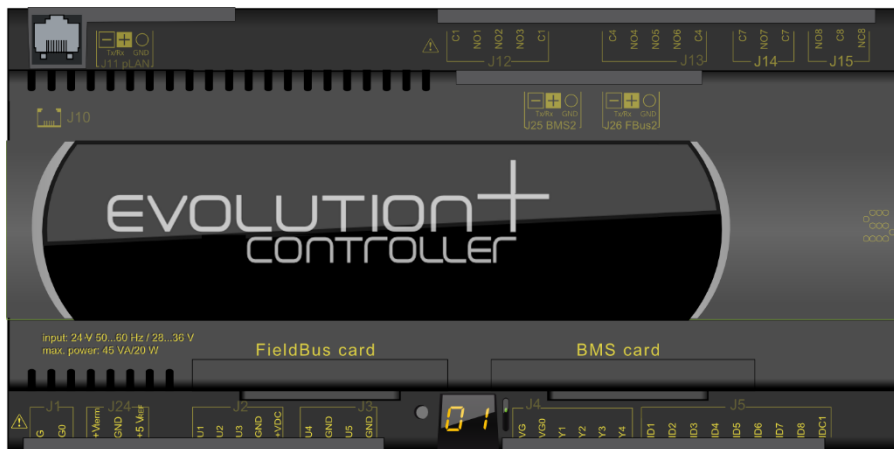 C1 NO1 NO2 NO3 C1
C4 NO4 NO5 NO6 C4
C7 NO7 C7
NO8 C8 NC8
Tx/Rx GND
J11 pLAN
J12
J13
J14
J15
J10
Tx/Rx GND
J25 BMS2
Tx/Rx GND
J26 FBus2
EVOLUTION+
CONTROLLER
input: 24 V 50...60 Hz / 28...36 V
max. power: 45 VA/20 W
FieldBus card
BMS card
J1
J24
J2
J3
J4
J5
G G0
+Vterm GND +5 VREF
U1 U2 U3 GND +VDC
U4 GND U5 GND
01
VG VG0 Y1 Y2 Y3 Y4
ID1 ID2 ID3 ID4 ID5 ID6 ID7 ID8 IDC1